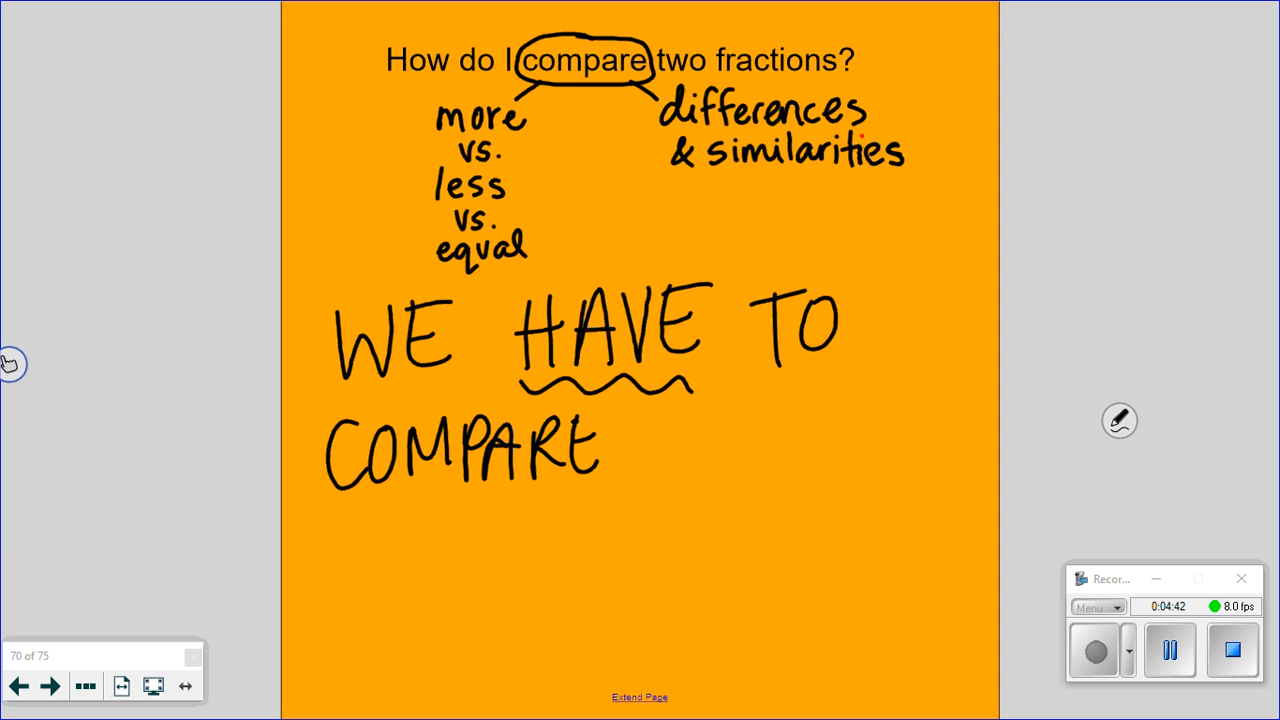 How do I compare two fractions?
more
vs.
less
vs.
equal
differences
& similarities
WE HAVE TO
COMPARE
Recor...
Menu
0:04:42
8.0 fps
70 of 75
Extend Page